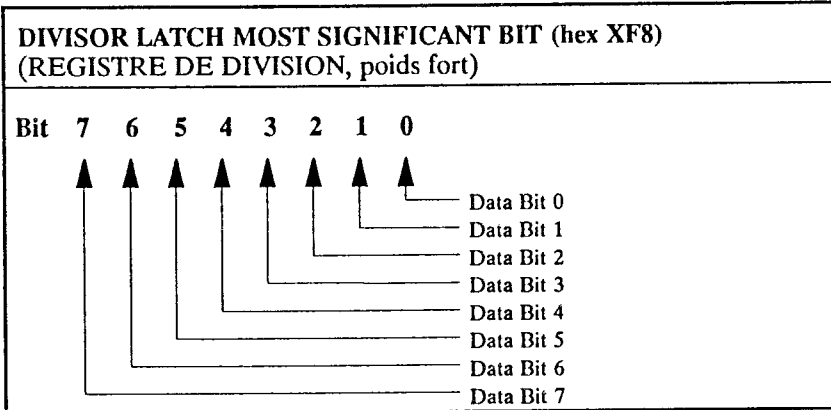 DIVISOR LATCH MOST SIGNIFICANT BIT (hex XF8)
(REGISTRE DE DIVISION, poids fort)
Bit 7 6 5 4 3 2 1 0
Data Bit 0
Data Bit 1
Data Bit 2
Data Bit 3
Data Bit 4
Data Bit 5
Data Bit 6
Data Bit 7